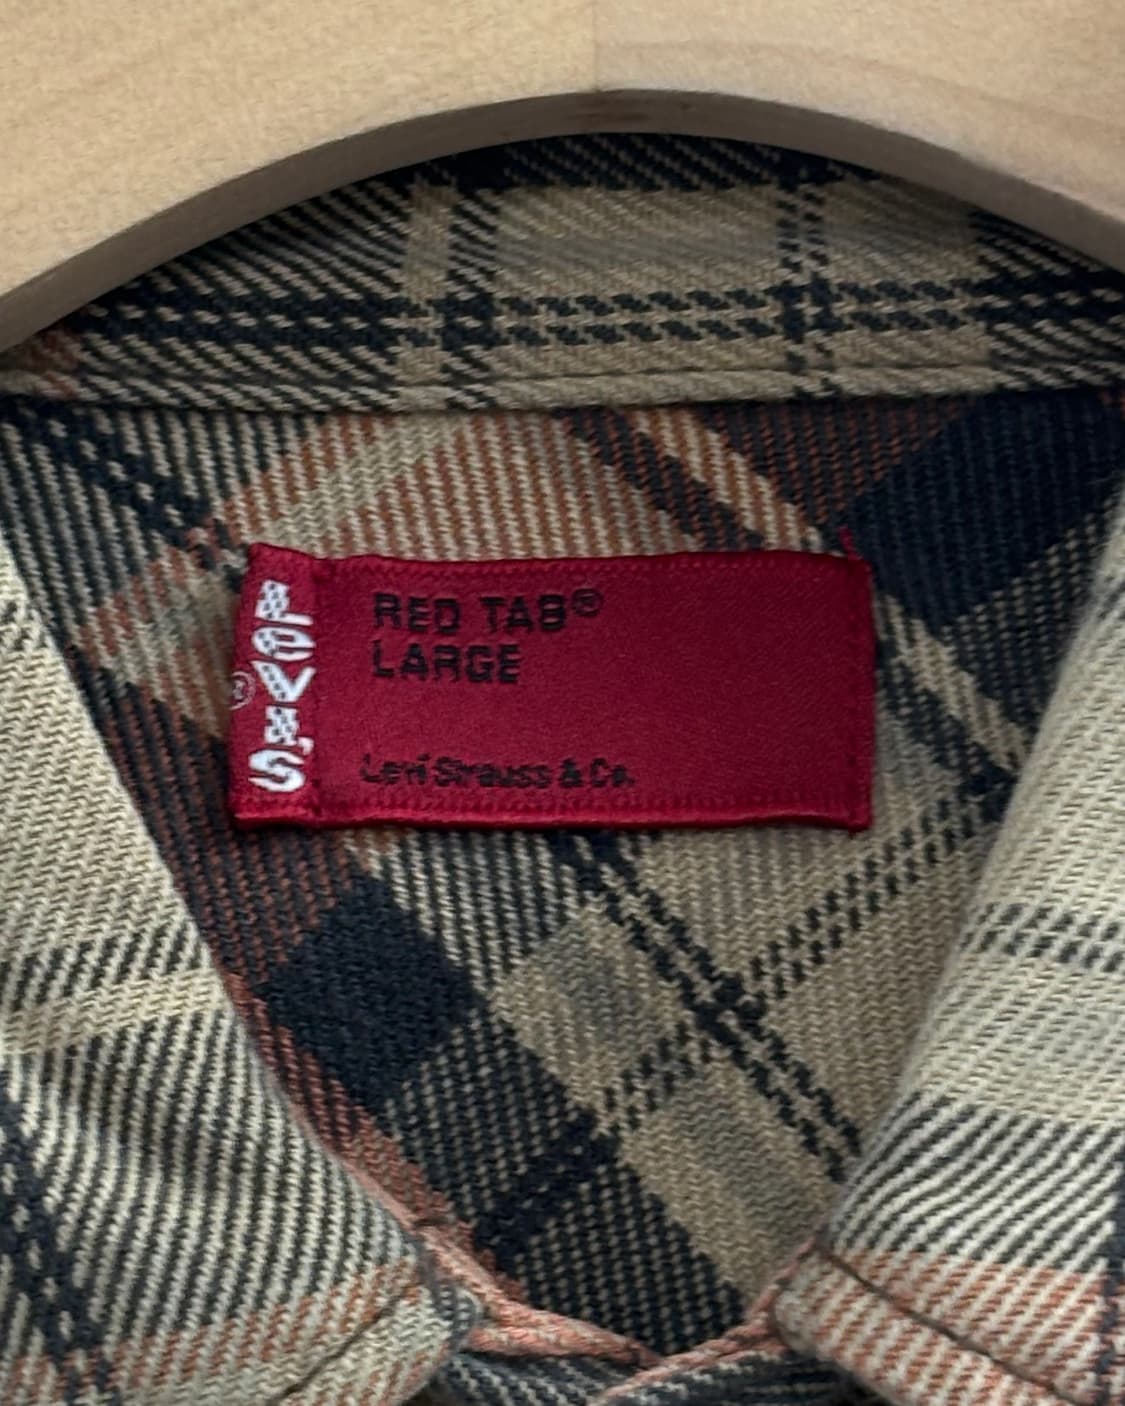 LEVI'S®
RED TAB®
LARGE
Levi Strauss & Co.